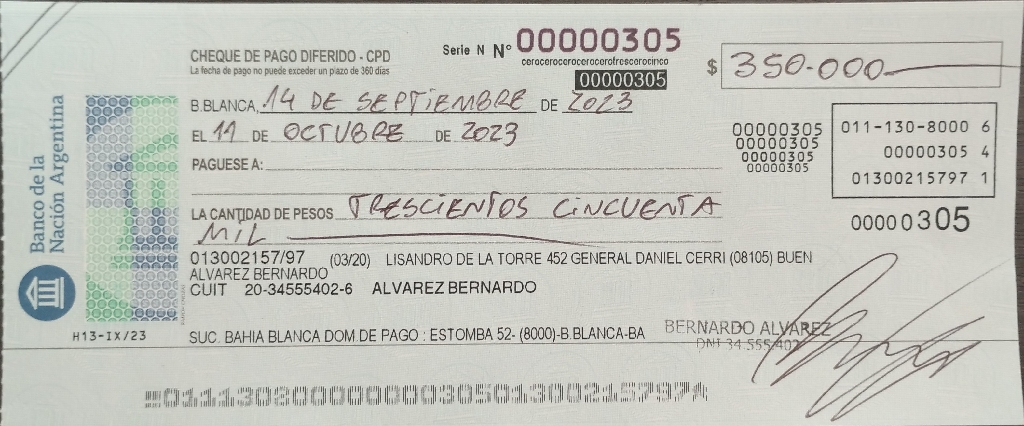 CHEQUE DE PAGO DIFERIDO - CPD
La fecha de pago no puede exceder un plazo de 360 días
Serie N Nº 00000305
cerocerocerocerocerofrescerocinco
00000305
$ 350.000
B.BLANCA, 14 DE SEPTIEMBRE DE 2023
EL 11 DE OCTUBRE DE 2023
PAGUESE A:
00000305
00000305
00000305
00000305
011-130-8000 6
00000305 4
01300215797 1
00000305
LA CANTIDAD DE PESOS TRESCIENTOS CINCUENTA
MIL
013002157/97 (03/20) LISANDRO DE LA TORRE 452 GENERAL DANIEL CERRI (08105) BUEN
ALVAREZ BERNARDO
CUIT 20-34555402-6 ALVAREZ BERNARDO
Banco de la
Nación Argentina
H13-IX/23
SUC. BAHIA BLANCA DOM.DE PAGO : ESTOMBA 52- (8000)-B.BLANCA-BA
BERNARDO ALVAREZ
DNI 34.555.402